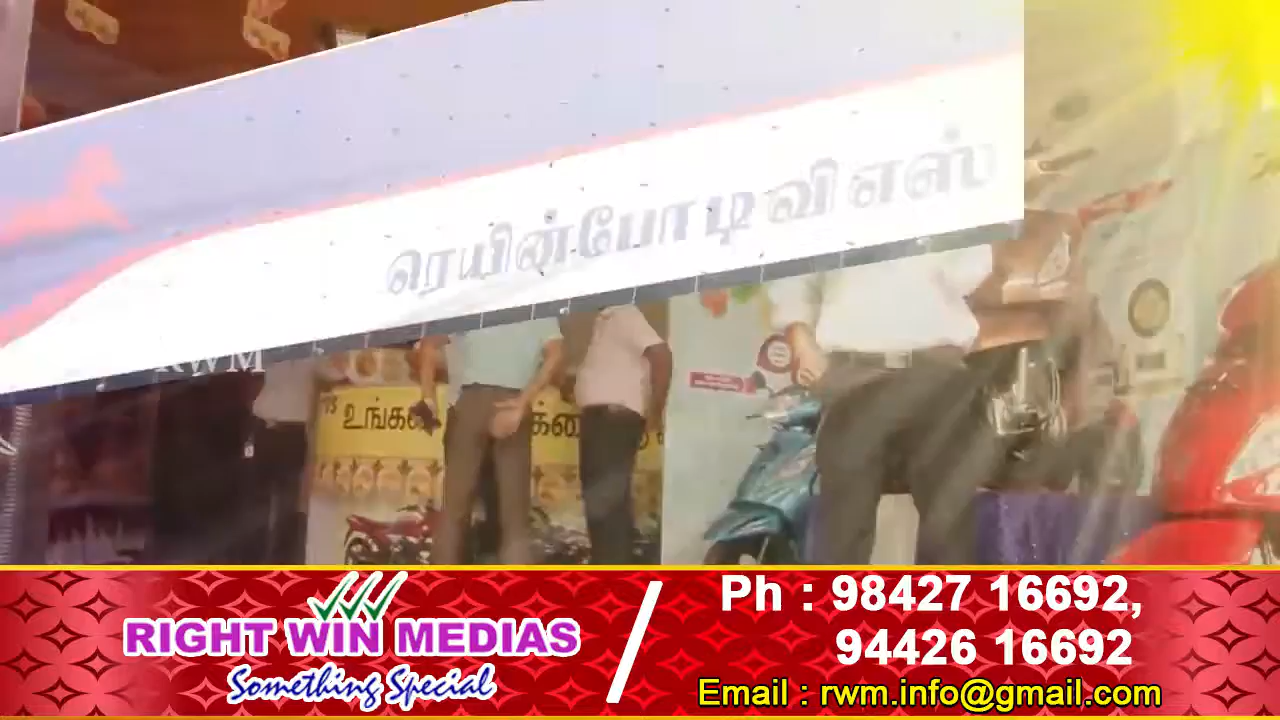 ரெயின்போ டிவி எஸ்
RWM
உங்க
RIGHT WIN MEDIAS
Something Special
Ph : 98427 16692,
94426 16692
Email : rwm.info@gmail.com